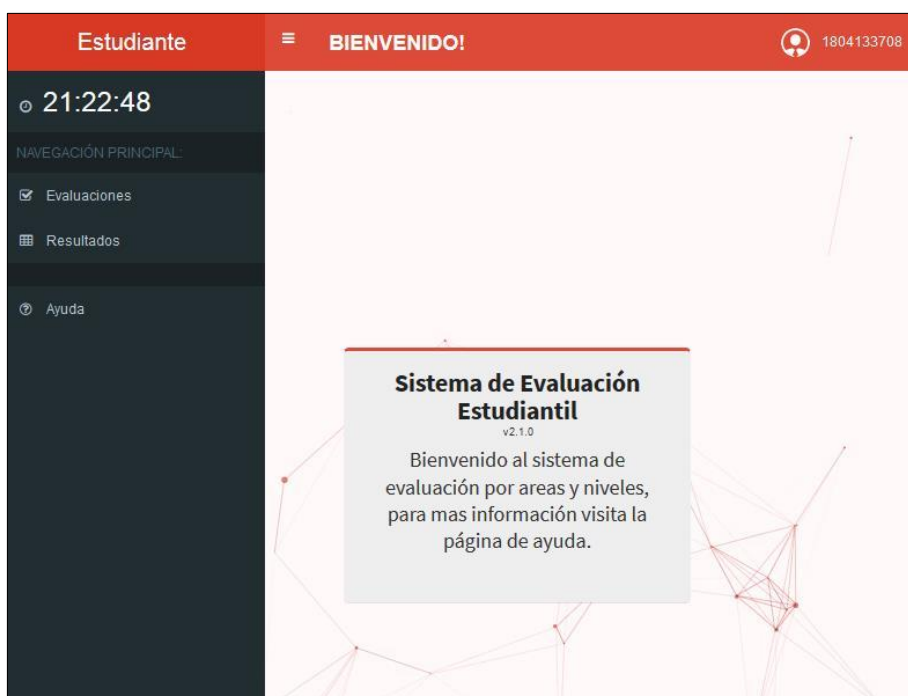 Estudiante
BIENVENIDO!
1804133708
21:22:48
NAVEGACIÓN PRINCIPAL:
Evaluaciones
Resultados
Ayuda
Sistema de Evaluación
Estudiantil
v2.1.0
Bienvenido al sistema de
evaluación por areas y niveles,
para mas información visita la
página de ayuda.